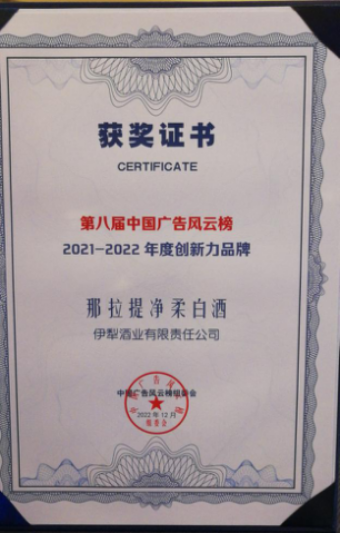 获奖证书
CERTIFICATE
第八届中国广告风云榜
2021-2022 年度创新力品牌
那拉提净柔白酒
伊犁酒业有限责任公司
中国广告风云榜组委会
2022 年 12 月